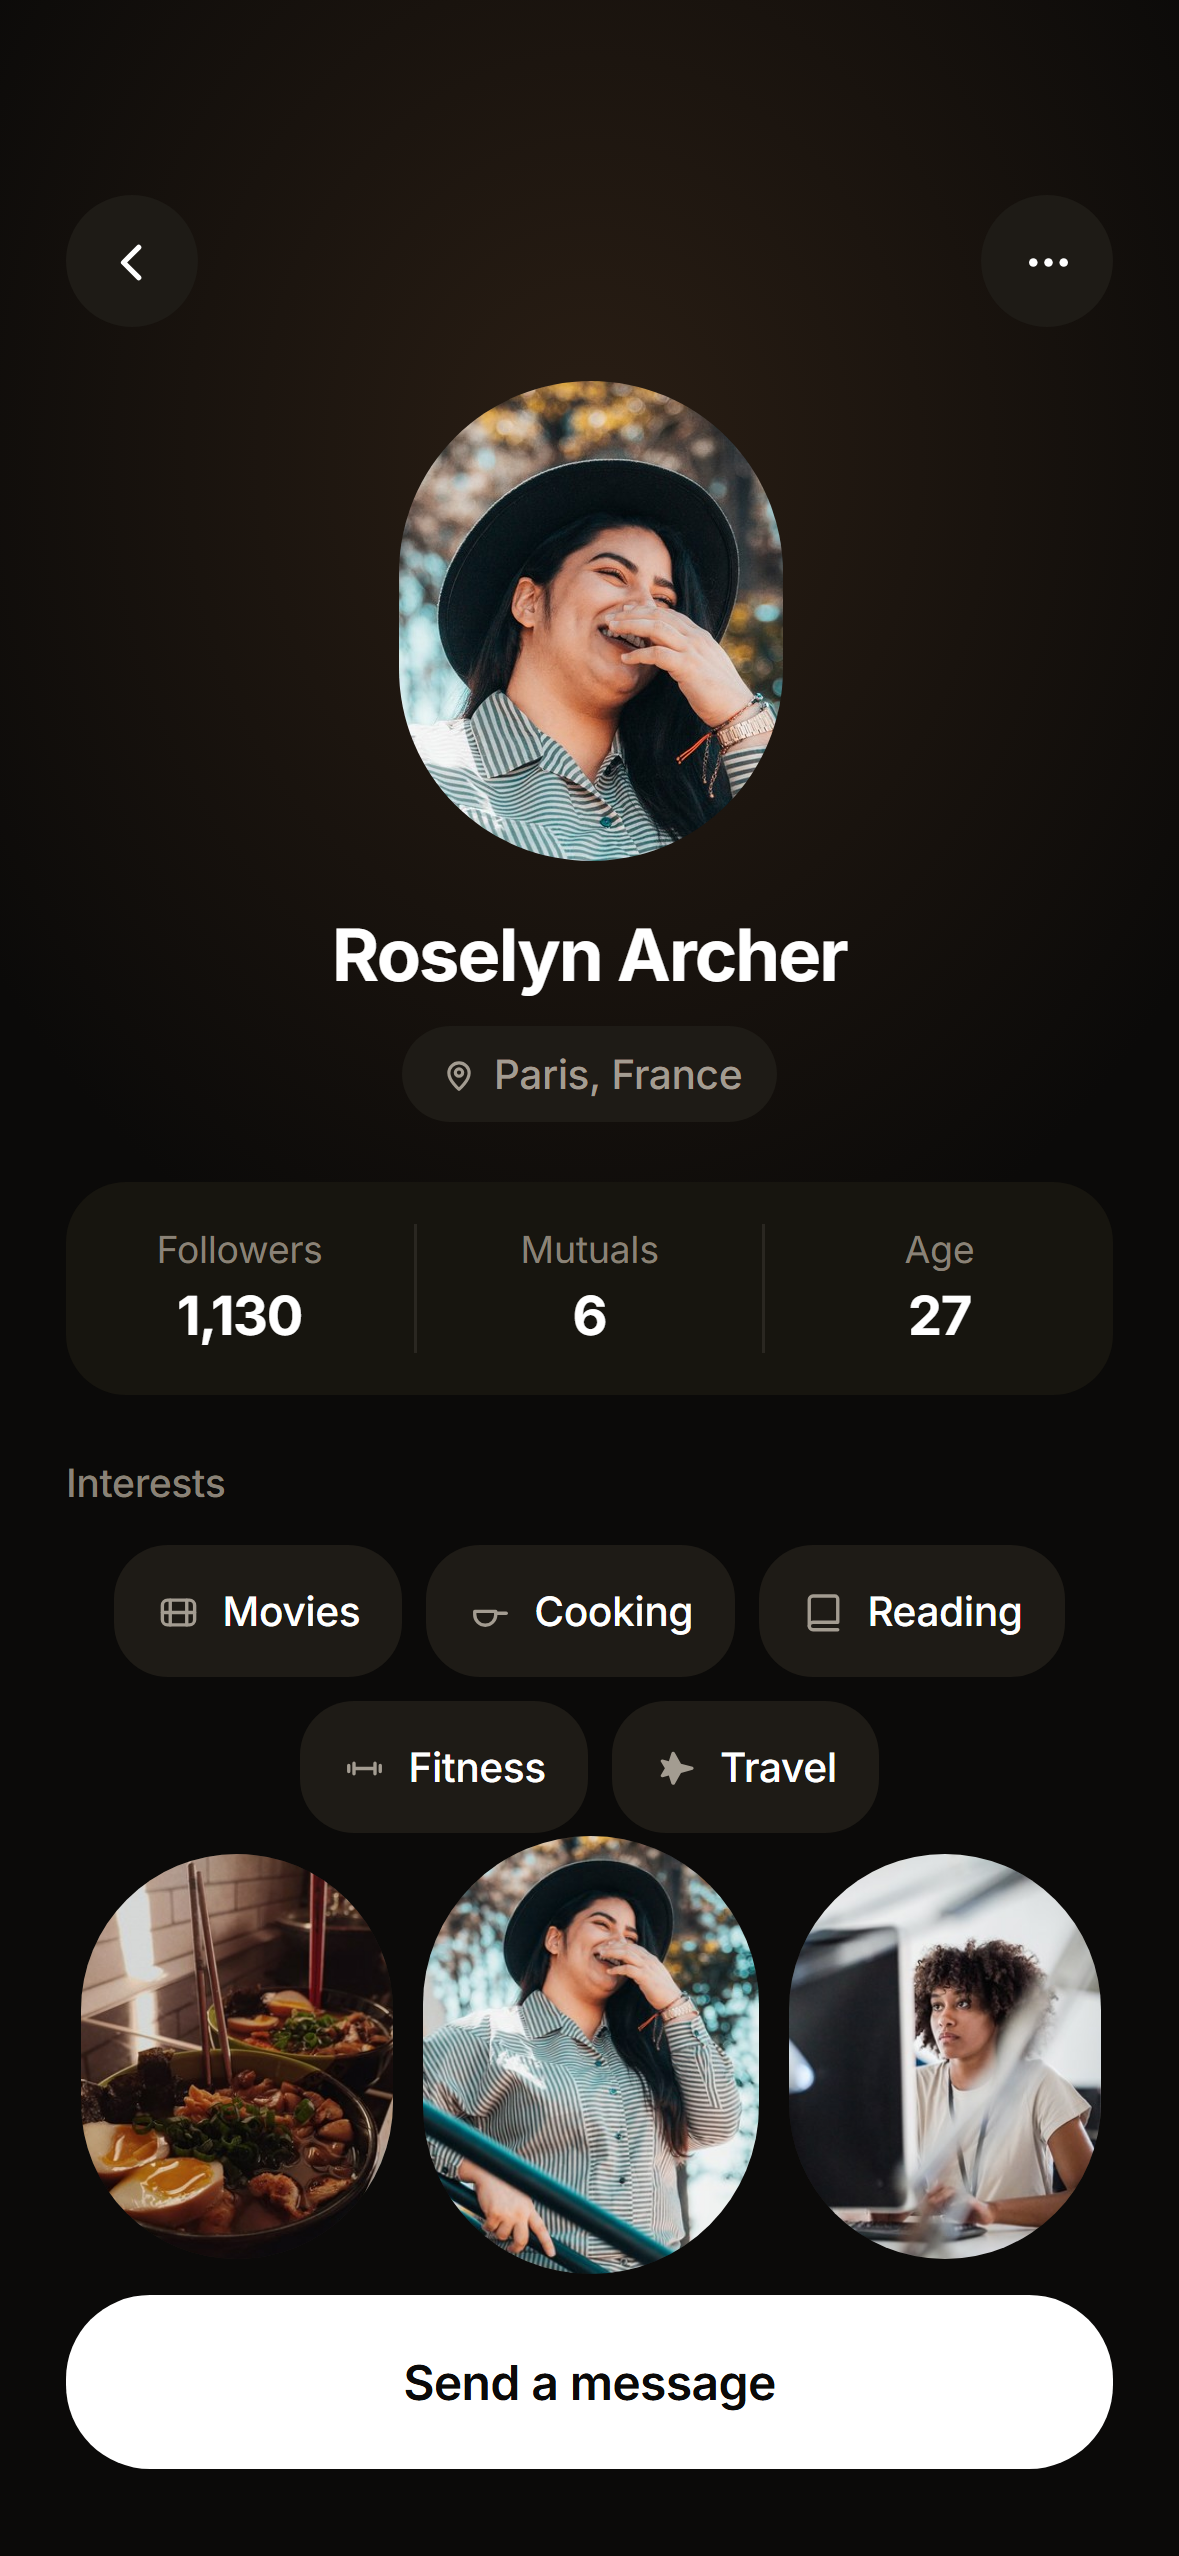 Roselyn Archer
Paris, France
Followers Mutuals Age
1,130 6 27
Interests
Movies Cooking Reading
Fitness Travel
Send a message